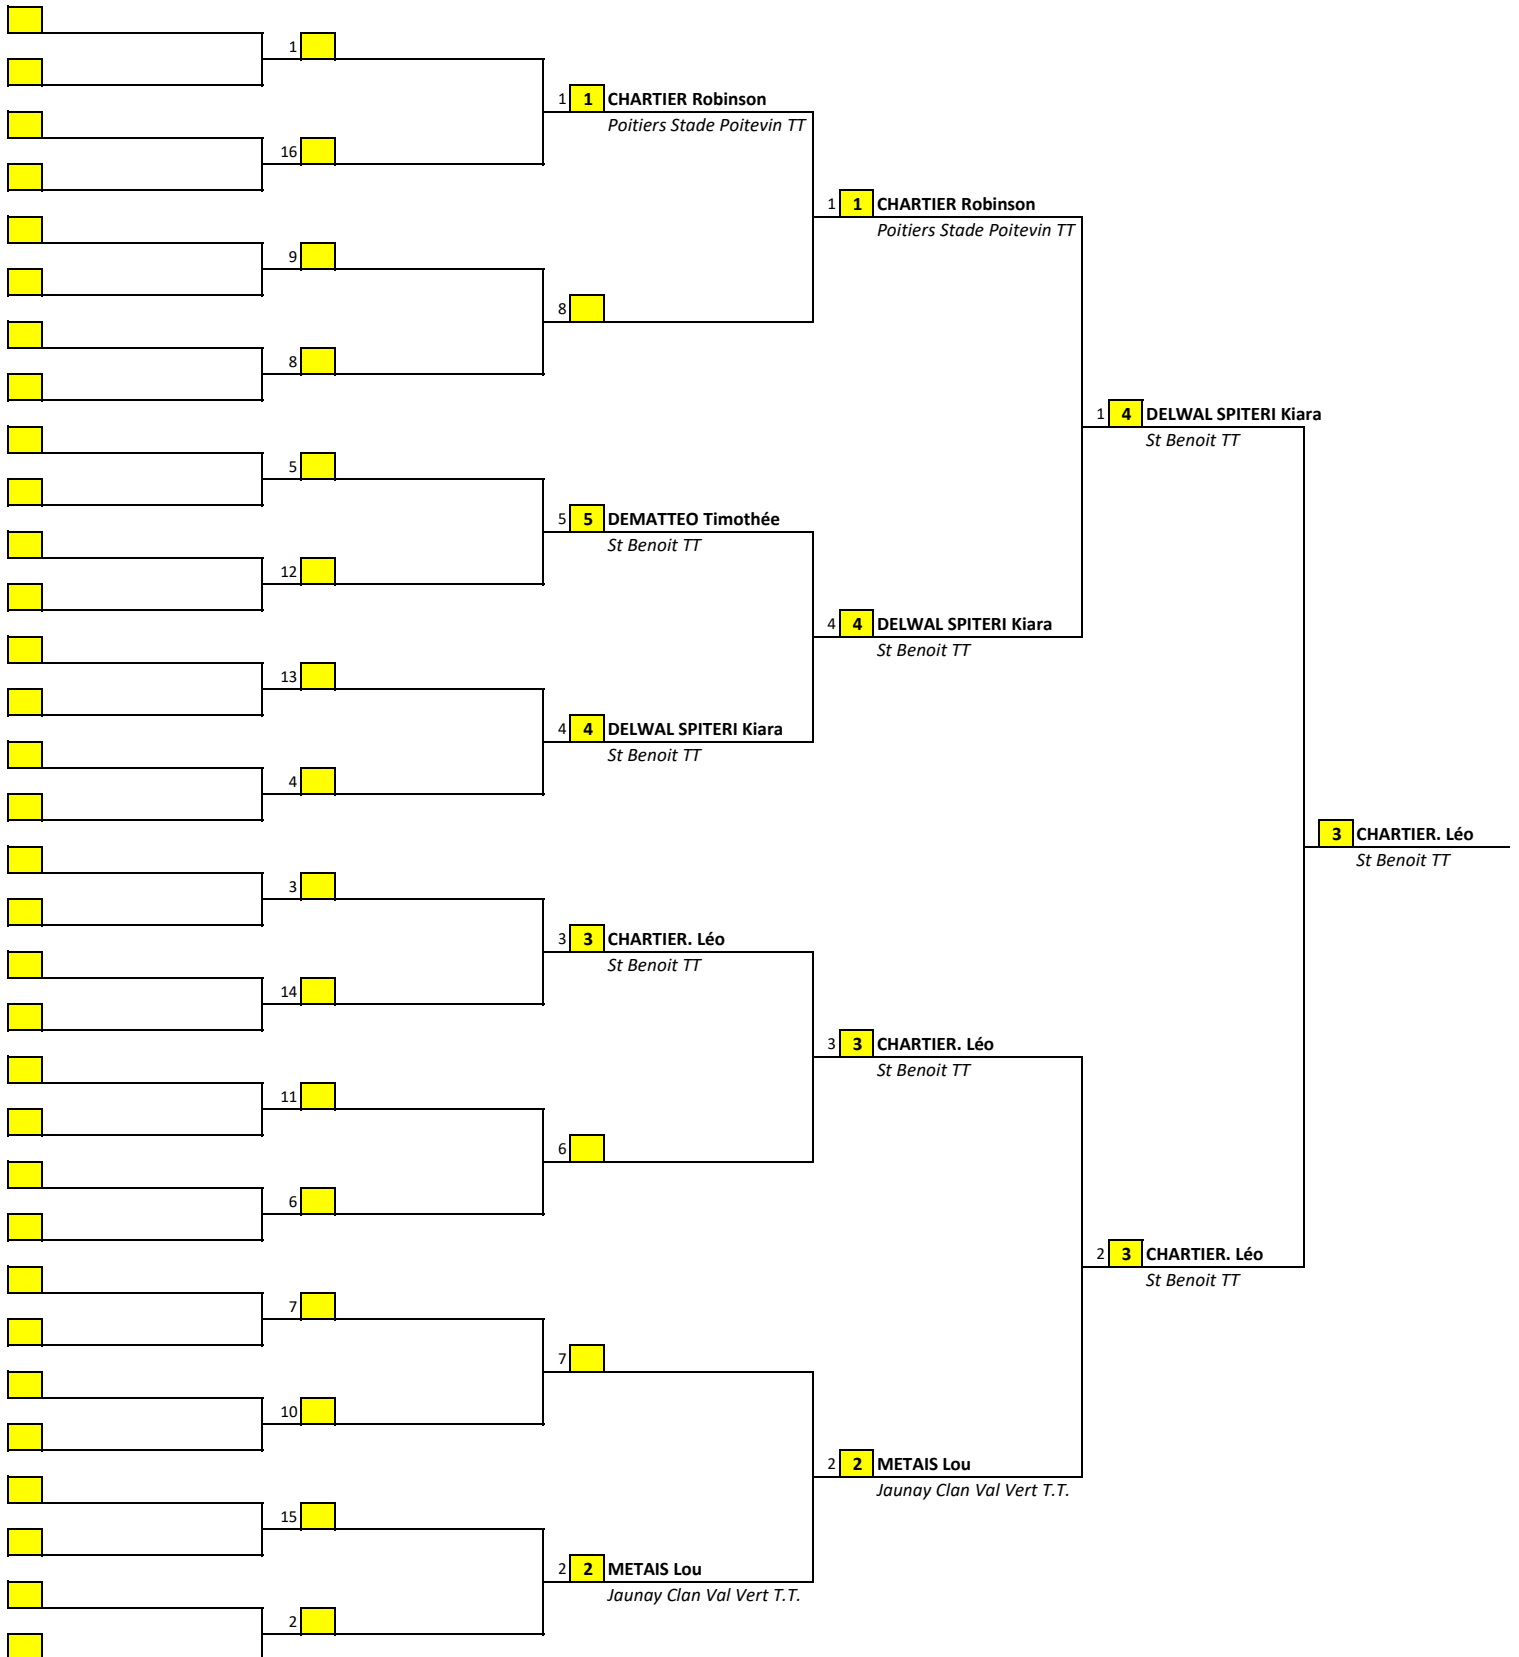 1
1 1 CHARTIER Robinson
Poitiers Stade Poitevin TT
16
1 1 CHARTIER Robinson
Poitiers Stade Poitevin TT
9
8
8
1 4 DELWAL SPITERI Kiara
St Benoit TT
5
5 5 DEMATTEO Timothée
St Benoit TT
12
4 4 DELWAL SPITERI Kiara
St Benoit TT
13
4 4 DELWAL SPITERI Kiara
St Benoit TT
4
3 CHARTIER. Léo
St Benoit TT
3
3 3 CHARTIER. Léo
St Benoit TT
14
3 3 CHARTIER. Léo
St Benoit TT
11
6
6
2 3 CHARTIER. Léo
St Benoit TT
7
7
10
2 2 METAIS Lou
Jaunay Clan Val Vert T.T.
15
2 2 METAIS Lou
Jaunay Clan Val Vert T.T.
2